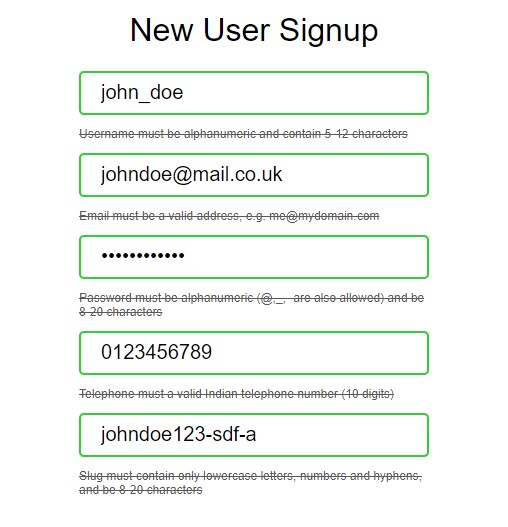 New User Signup
john_doe
Username must be alphanumeric and contain 5-12 characters
johndoe@mail.co.uk
Email must be a valid address, e.g. me@mydomain.com
••••••••••••
Password must be alphanumeric (@,_,- are also allowed) and be
8-20 characters
0123456789
Telephone must a valid Indian telephone number (10 digits)
johndoe123-sdf-a
Slug must contain only lowercase letters, numbers and hyphens,
and be 8-20 characters